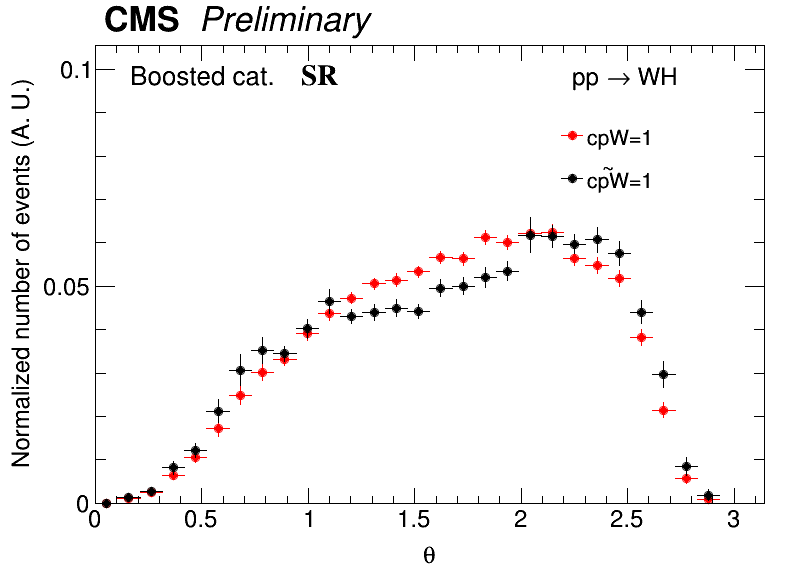 CMS Preliminary
Boosted cat. SR
pp → WH
cpW=1
cpW̃=1
Normalized number of events (A. U.)
0.1
0.05
0
0 0.5 1 1.5 2 2.5 3
θ